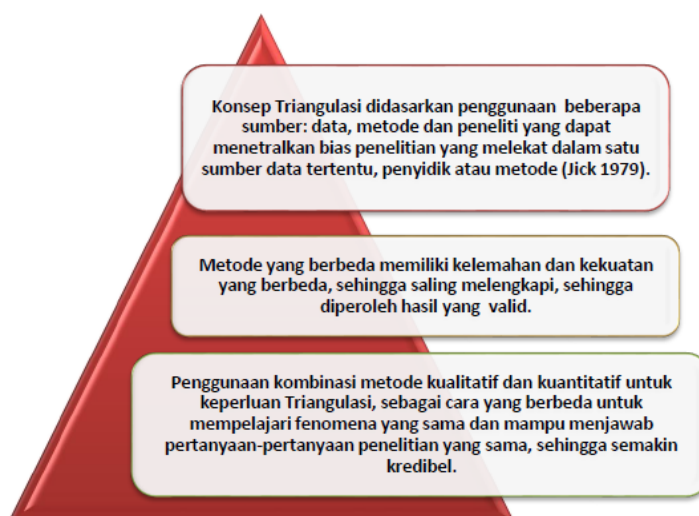 Konsep Triangulasi didasarkan penggunaan beberapa
sumber: data, metode dan peneliti yang dapat
menetralkan bias penelitian yang melekat dalam satu
sumber data tertentu, penyidik atau metode (Jick 1979).
Metode yang berbeda memiliki kelemahan dan kekuatan
yang berbeda, sehingga saling melengkapi, sehingga
diperoleh hasil yang valid.
Penggunaan kombinasi metode kualitatif dan kuantitatif untuk
keperluan Triangulasi, sebagai cara yang berbeda untuk
mempelajari fenomena yang sama dan mampu menjawab
pertanyaan-pertanyaan penelitian yang sama, sehingga semakin
kredibel.